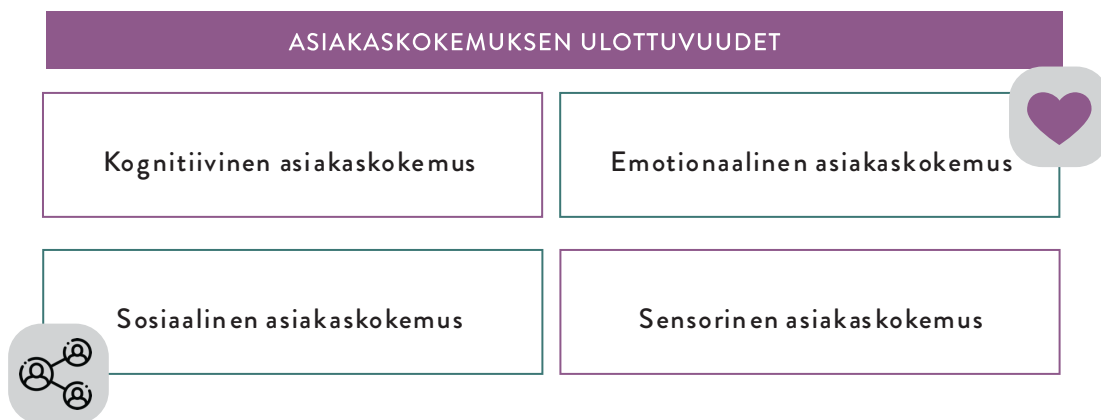 ASIAKASKOKEMUKSEN ULOTTUVUUDET
Kognitiivinen asiakaskokemus
Emotionaalinen asiakaskokemus
Sosiaalinen asiakaskokemus
Sensorinen asiakaskokemus